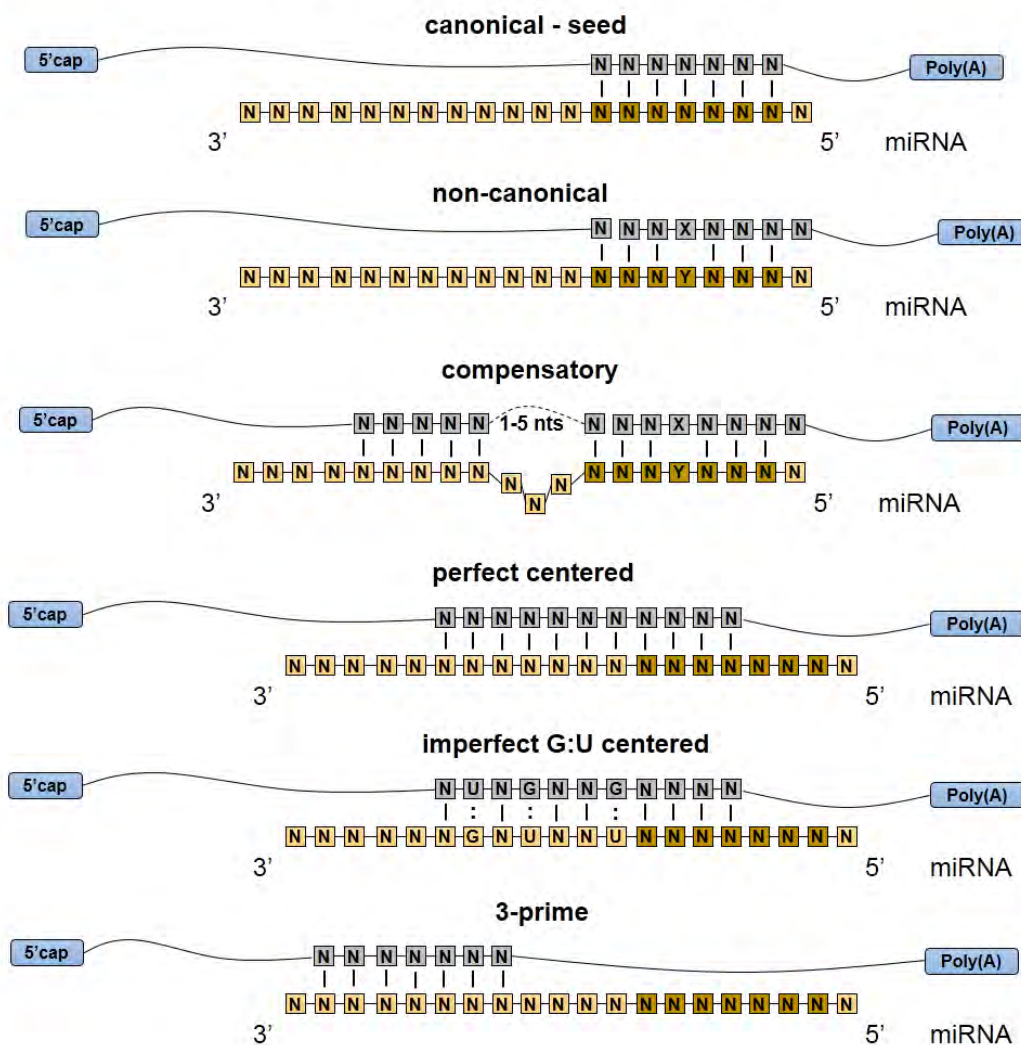 canonical - seed
5'cap N N N N N N N Poly(A)
N N N N N N N N N N N N N N N N N N N N
3' 5' miRNA
non-canonical
5'cap N N N X N N N N Poly(A)
N N N N N N N N N N N N N N N Y N N N N
3' 5' miRNA
compensatory
5'cap N N N N N 1-5 nts N N N X N N N N Poly(A)
N N N N N N N N N N N N N N N Y N N N N
3' 5' miRNA
perfect centered
5'cap N N N N N N N N N N N Poly(A)
N N N N N N N N N N N N N N N N N N N N
3' 5' miRNA
imperfect G:U centered
5'cap N U N G N N G N N N N Poly(A)
N N N N N N G N U N N U N N N N N N N N
3' 5' miRNA
3-prime
5'cap N N N N N N N Poly(A)
N N N N N N N N N N N N N N N N N N N N
3' 5' miRNA